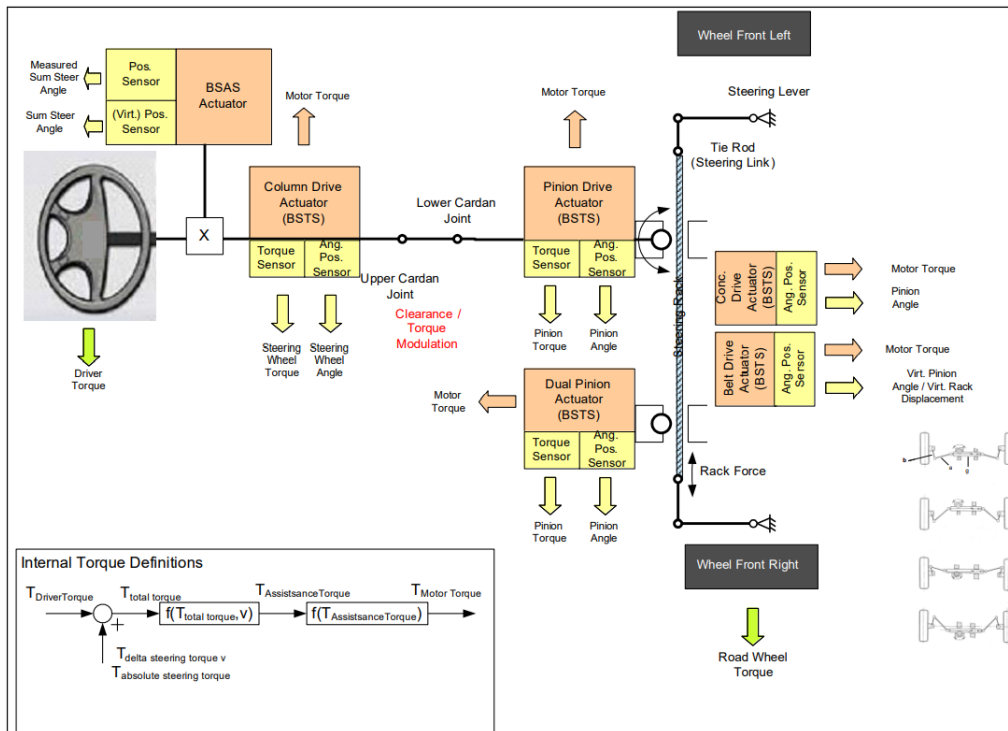 Wheel Front Left
Measured
Sum Steer
Angle
Pos.
Sensor
BSAS
Actuator
Sum Steer
Angle
(Virt.) Pos.
Sensor
Motor Torque
Motor Torque
Steering Lever
Tie Rod
(Steering Link)
X
Column Drive
Actuator
(BSTS)
Torque
Sensor
Ang.
Pos.
Sensor
Lower Cardan
Joint
Upper Cardan
Joint
Clearance /
Torque
Modulation
Pinion Drive
Actuator
(BSTS)
Torque
Sensor
Ang.
Pos.
Sensor
Steering Rack
Conc.
Drive
Actuator
(BSTS)
Ang. Pos.
Sensor
Motor Torque
Pinion
Angle
Belt Drive
Actuator
(BSTS)
Ang. Pos.
Sensor
Motor Torque
Virt. Pinion
Angle / Virt. Rack
Displacement
Driver
Torque
Steering
Wheel
Torque
Steering
Wheel
Angle
Pinion
Torque
Pinion
Angle
Motor
Torque
Dual Pinion
Actuator
(BSTS)
Torque
Sensor
Ang.
Pos.
Sensor
Pinion
Torque
Pinion
Angle
Rack Force
b
a
g
Wheel Front Right
Road Wheel
Torque
Internal Torque Definitions
TDriverTorque
Ttotal torque
f(Ttotal torque,v)
TAssistsanceTorque
f(TAssistsanceTorque)
TMotor Torque
+
Tdelta steering torque v
Tabsolute steering torque